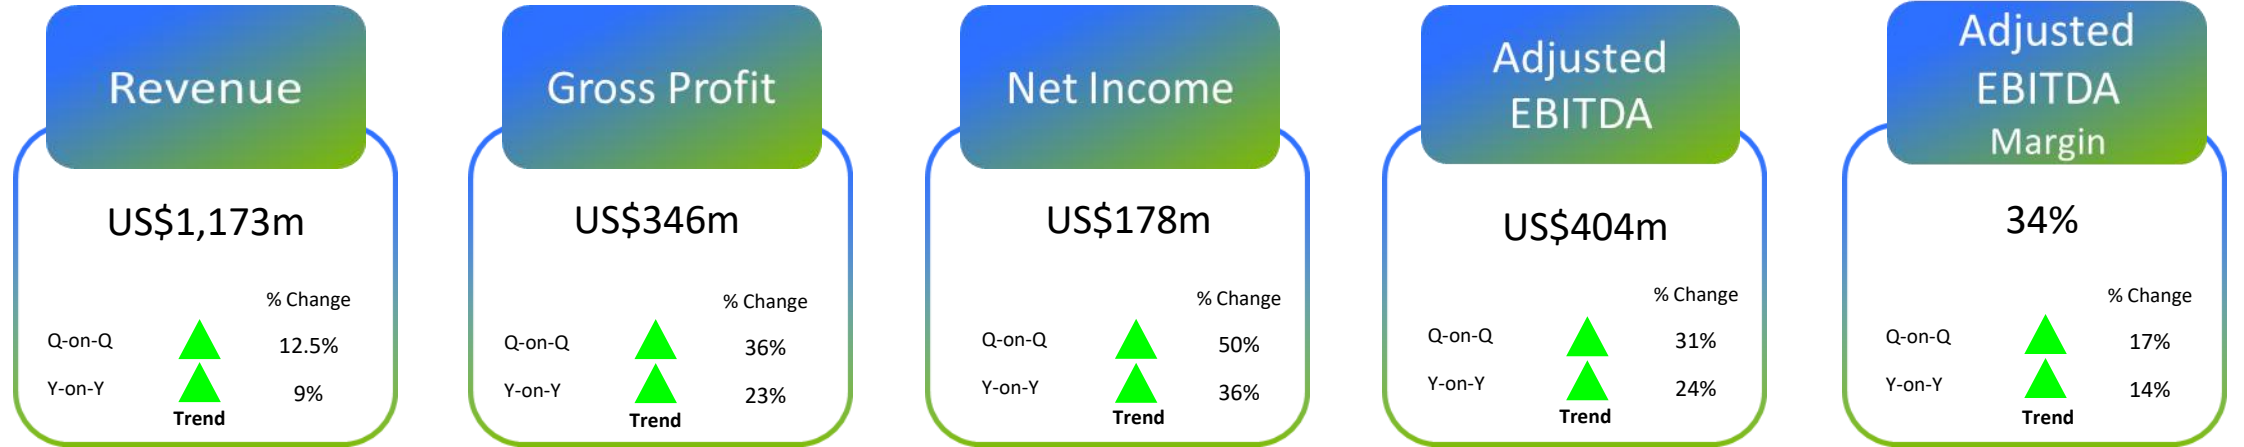 Revenue
US$1,173m
% Change
Q-on-Q 12.5%
Y-on-Y 9%
Trend
Gross Profit
US$346m
% Change
Q-on-Q 36%
Y-on-Y 23%
Trend
Net Income
US$178m
% Change
Q-on-Q 50%
Y-on-Y 36%
Trend
Adjusted
EBITDA
US$404m
% Change
Q-on-Q 31%
Y-on-Y 24%
Trend
Adjusted
EBITDA
Margin
34%
% Change
Q-on-Q 17%
Y-on-Y 14%
Trend